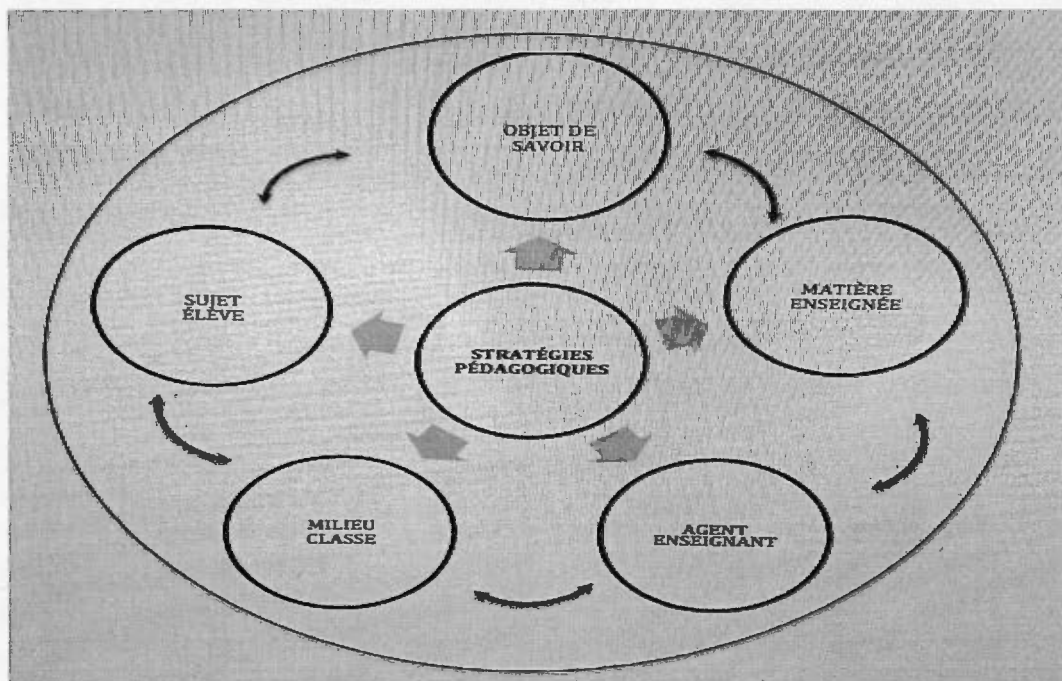 OBJET DE
SAVOIR
SUJET
ÉLÈVE
MATIÈRE
ENSEIGNÉE
STRATÉGIES
PÉDAGOGIQUES
MILIEU
CLASSE
AGENT
ENSEIGNANT